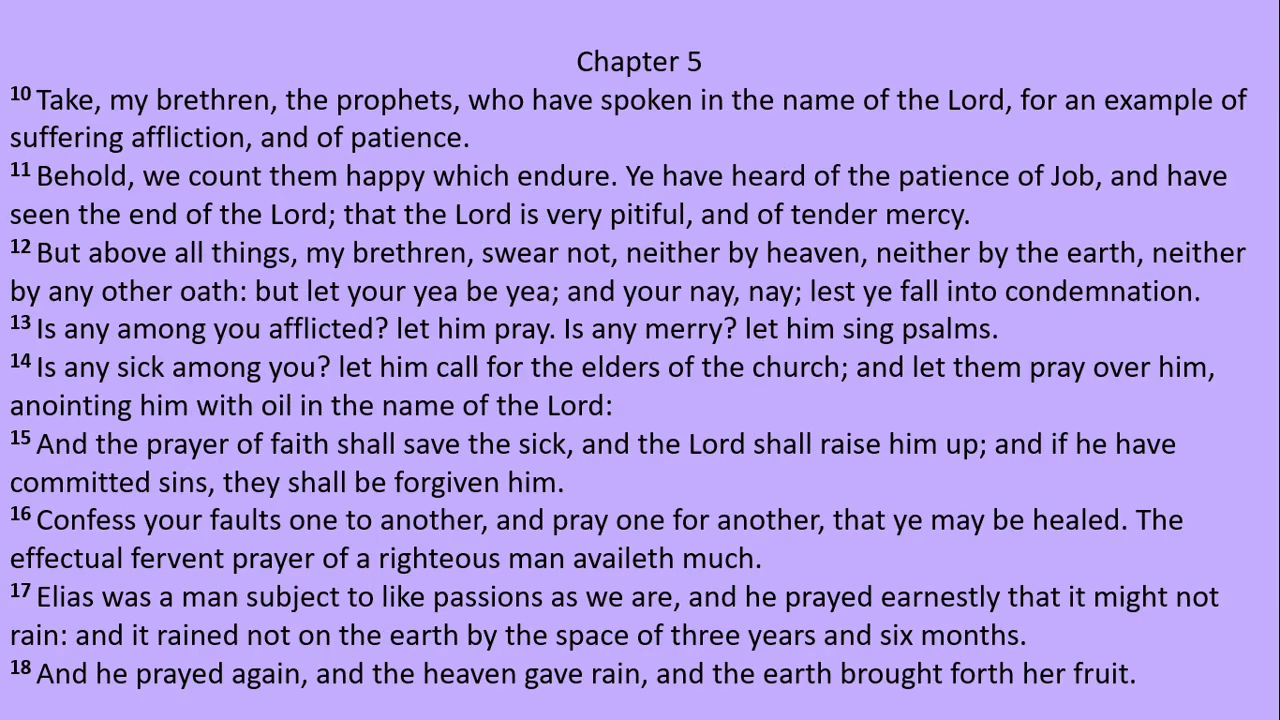 Chapter 5
10 Take, my brethren, the prophets, who have spoken in the name of the Lord, for an example of
suffering affliction, and of patience.
11 Behold, we count them happy which endure. Ye have heard of the patience of Job, and have
seen the end of the Lord; that the Lord is very pitiful, and of tender mercy.
12 But above all things, my brethren, swear not, neither by heaven, neither by the earth, neither
by any other oath: but let your yea be yea; and your nay, nay; lest ye fall into condemnation.
13 Is any among you afflicted? let him pray. Is any merry? let him sing psalms.
14 Is any sick among you? let him call for the elders of the church; and let them pray over him,
anointing him with oil in the name of the Lord:
15 And the prayer of faith shall save the sick, and the Lord shall raise him up; and if he have
committed sins, they shall be forgiven him.
16 Confess your faults one to another, and pray one for another, that ye may be healed. The
effectual fervent prayer of a righteous man availeth much.
17 Elias was a man subject to like passions as we are, and he prayed earnestly that it might not
rain: and it rained not on the earth by the space of three years and six months.
18 And he prayed again, and the heaven gave rain, and the earth brought forth her fruit.